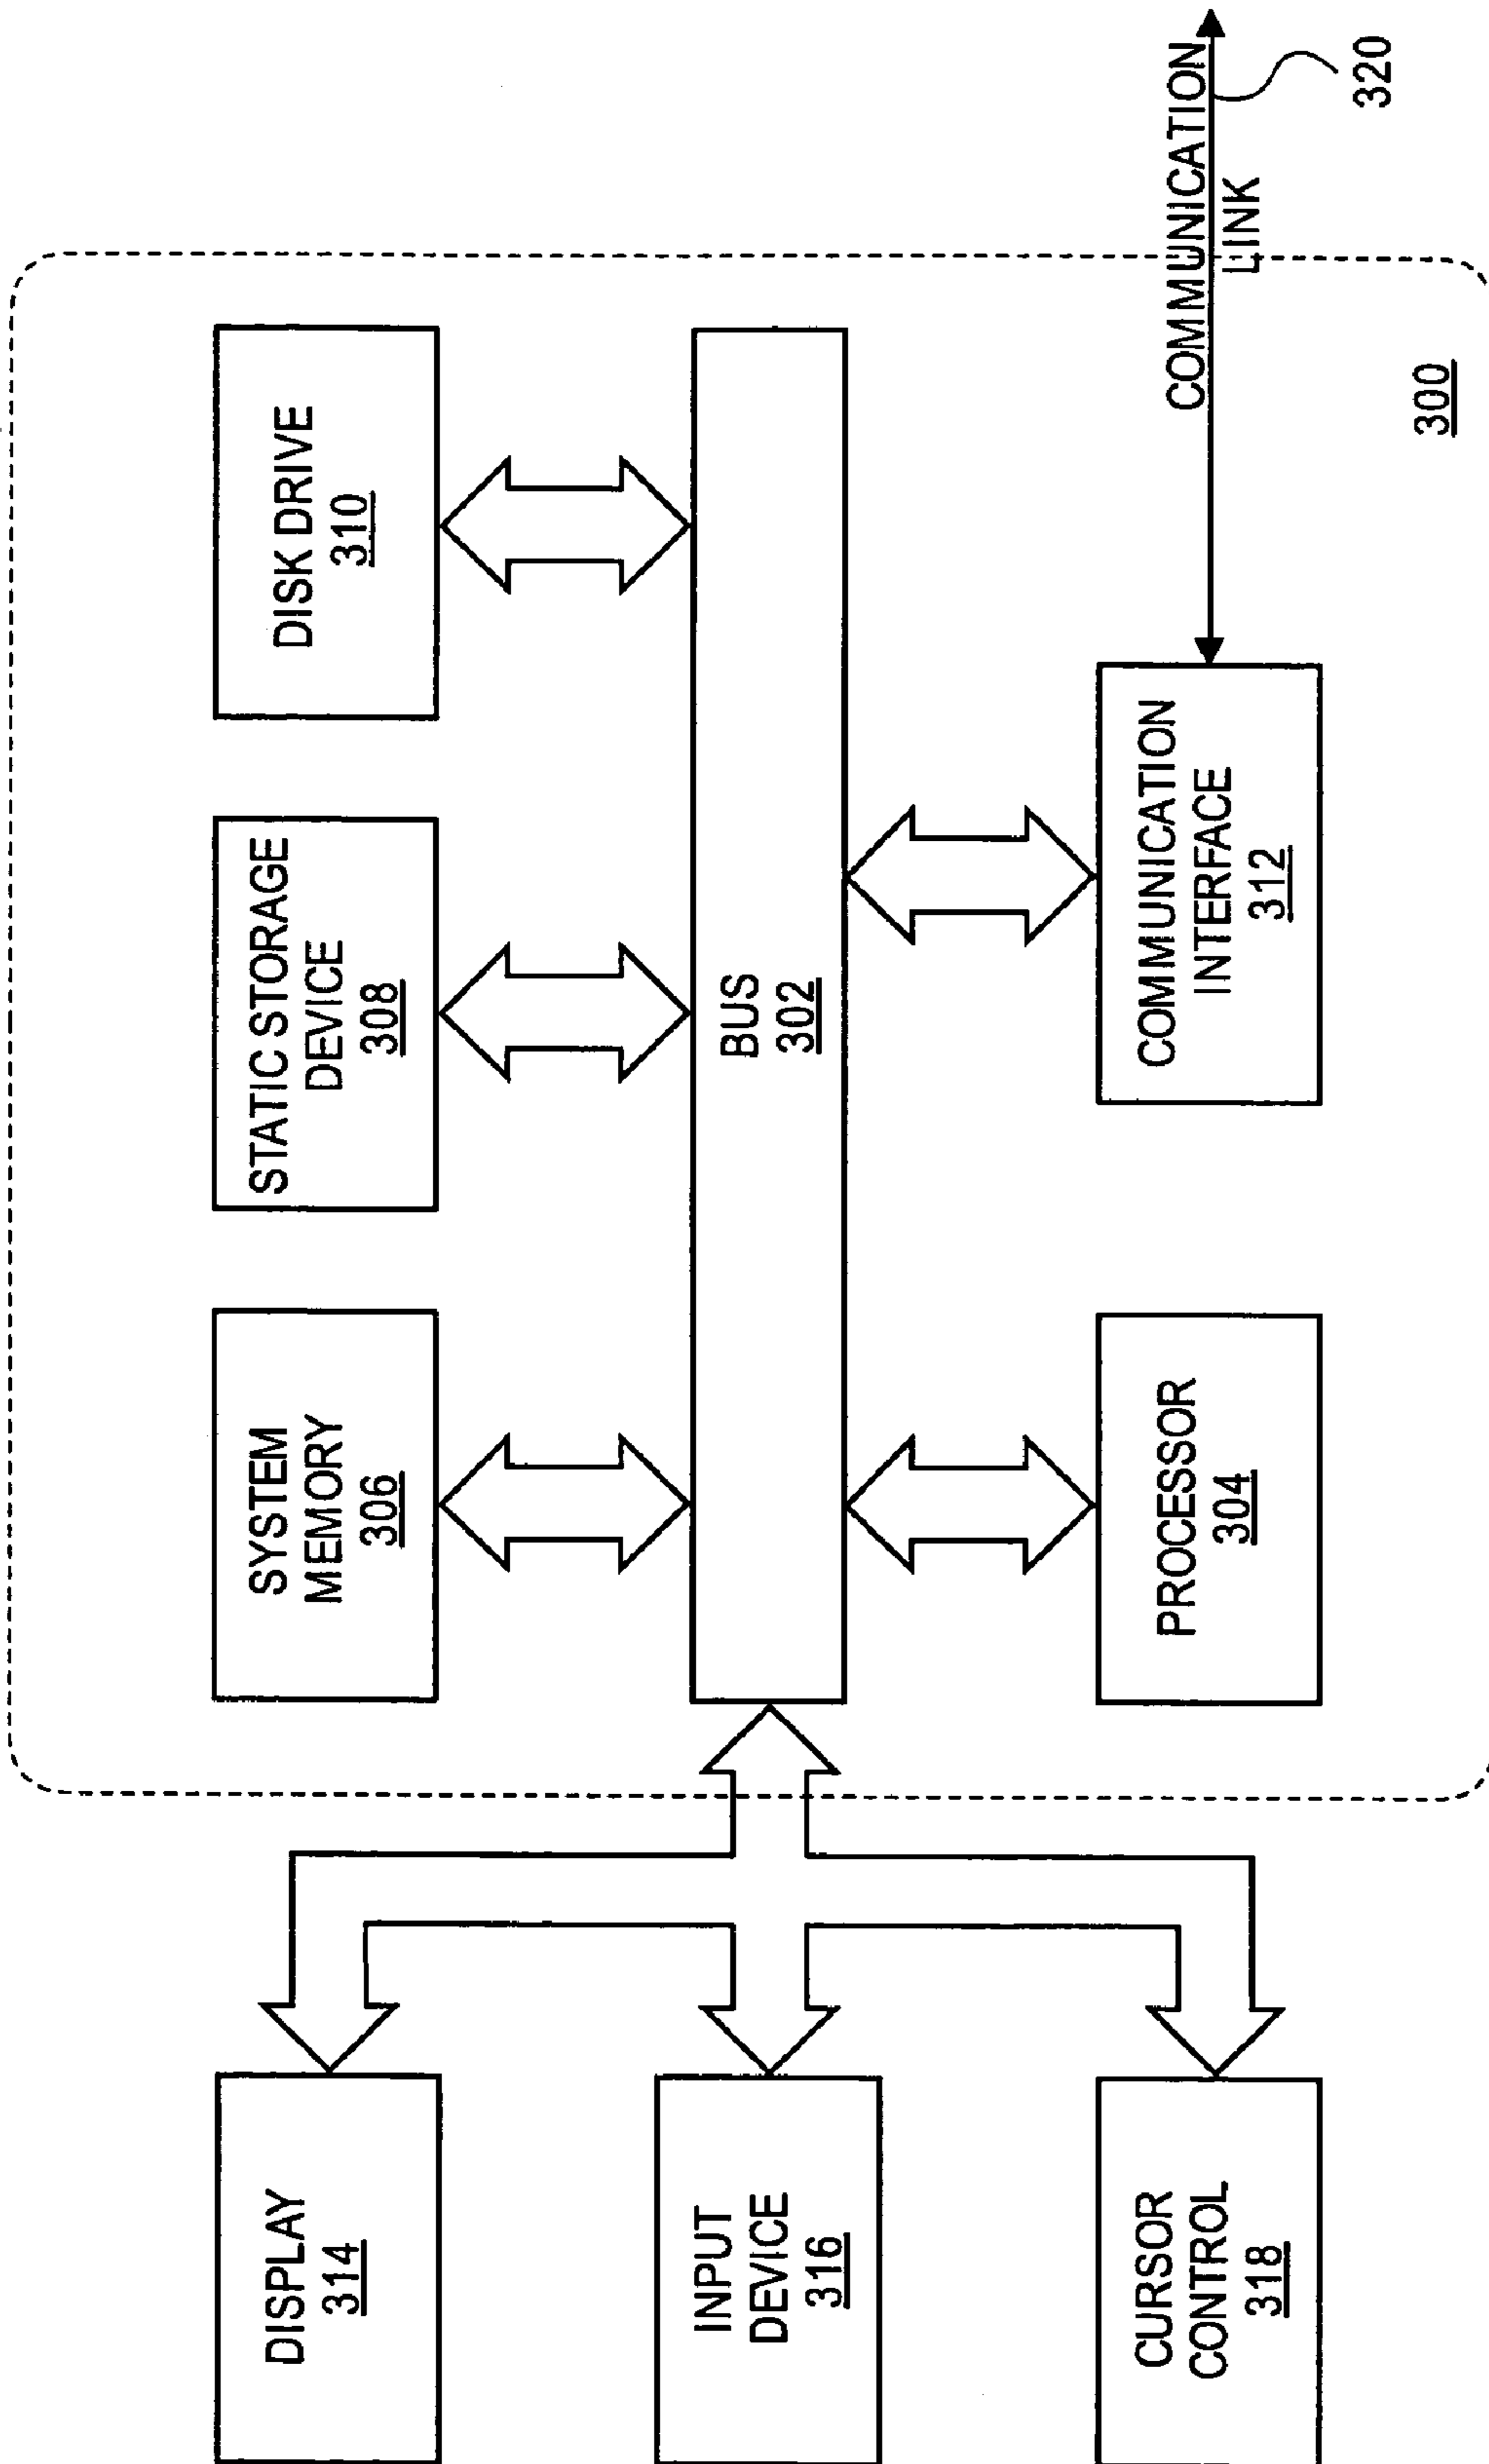 DISPLAY
314
INPUT
DEVICE
316
CURSOR
CONTROL
318
SYSTEM
MEMORY
306
STATIC STORAGE
DEVICE
308
DISK DRIVE
310
BUS
302
PROCESSOR
304
COMMUNICATION
INTERFACE
312
COMMUNICATION
LINK
320
300